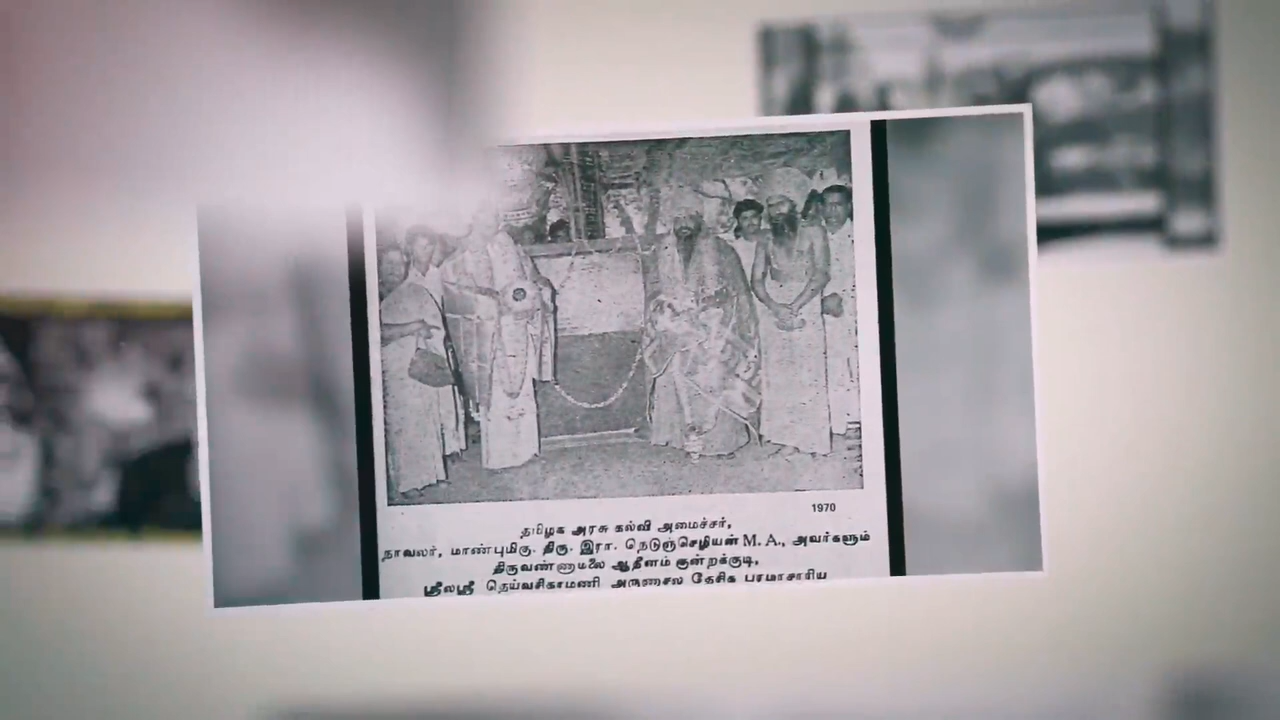 1970
தமிழக அரசு கல்வி அமைச்சர்,
நாவலர், மாண்புமிகு. திரு. இரா. நெடுஞ்செழியன் M. A., அவர்களும்
திருவண்ணாமலை ஆதீனம் குன்றக்குடி,
ஸ்ரீலஸ்ரீ தெய்வசிகாமணி அருணாசல தேசிக பரமாசாரிய